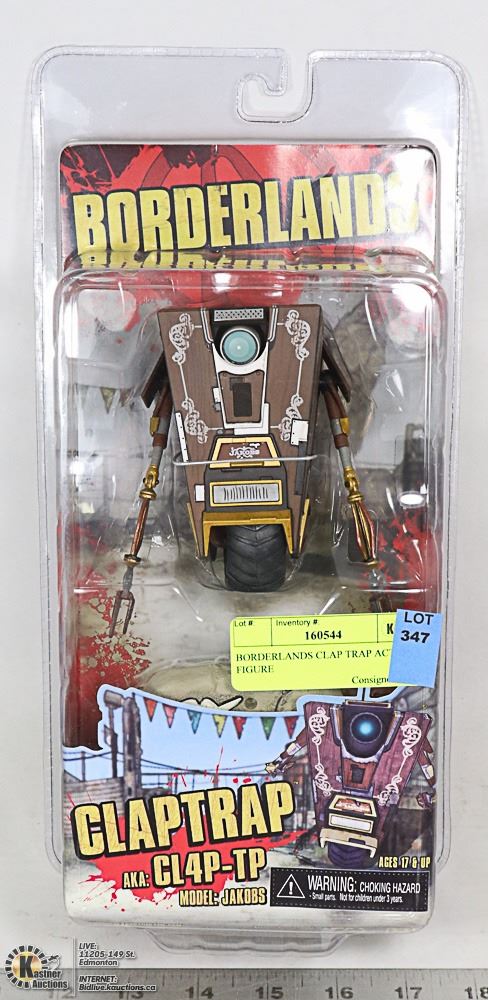 BORDERLANDS
JAKOBS
Lot #:
Inventory #
160544
K
LOT
347
BORDERLANDS CLAP TRAP AC
FIGURE
Consign
CLAPTRAP
AKA: CL4P-TP
MODEL: JAKOBS
AGES 17 & UP
WARNING: CHOKING HAZARD
- Small parts. Not for children under 3 years.
Kastner
Auctions
LIVE:
11205-149 St.
Edmonton
INTERNET:
Bidlive.kauctions.ca
12 13 14 15 16 17 18